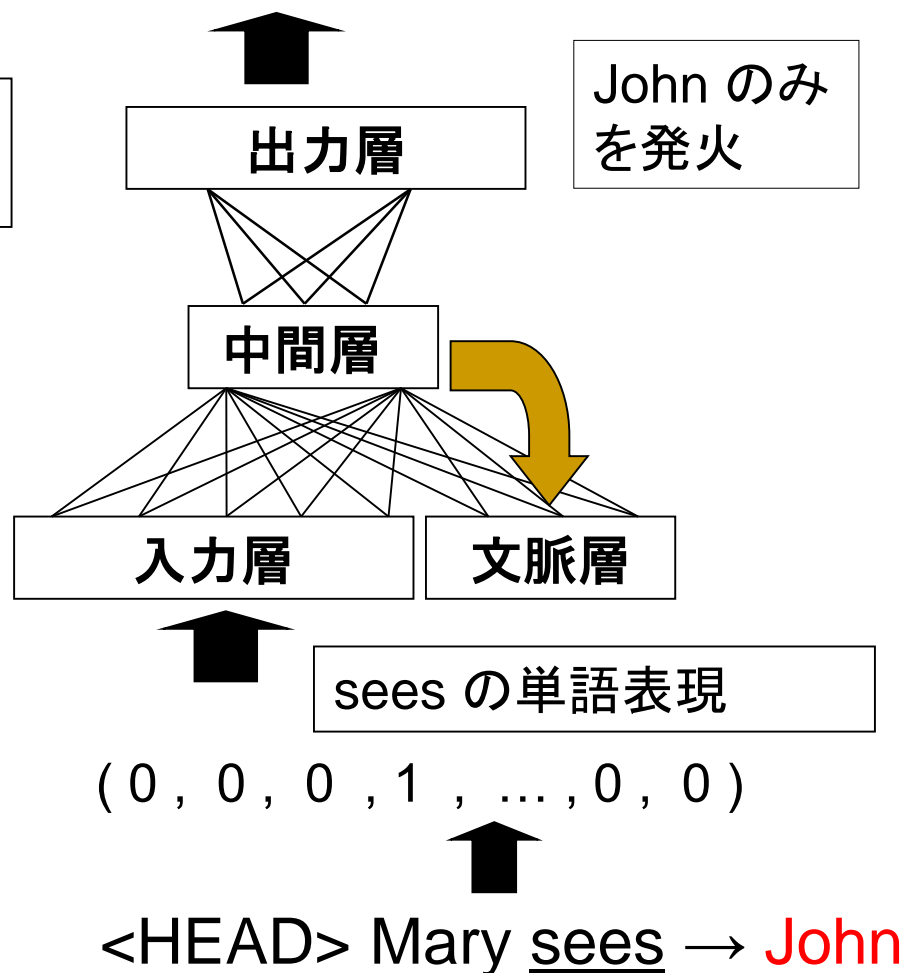 John のみ
を発火
出力層
中間層
入力層
文脈層
sees の単語表現
( 0 , 0 , 0 , 1 , … , 0 , 0 )
<HEAD> Mary sees → John